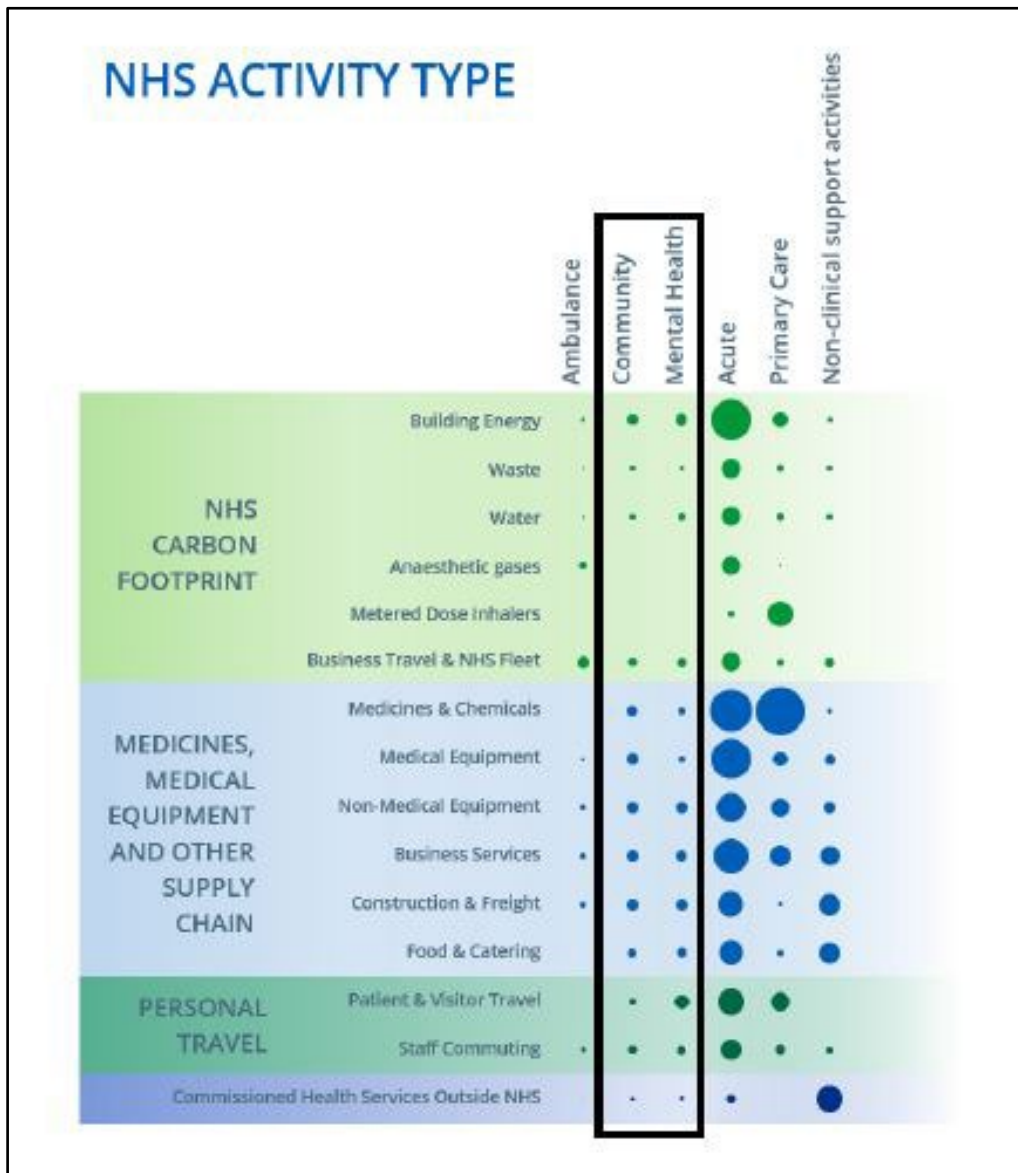 NHS ACTIVITY TYPE
Ambulance
Community
Mental Health
Acute
Primary Care
Non-clinical support activities
NHS
CARBON
FOOTPRINT
Building Energy
Waste
Water
Anaesthetic gases
Metered Dose Inhalers
Business Travel & NHS Fleet
MEDICINES,
MEDICAL
EQUIPMENT
AND OTHER
SUPPLY
CHAIN
Medicines & Chemicals
Medical Equipment
Non-Medical Equipment
Business Services
Construction & Freight
Food & Catering
PERSONAL
TRAVEL
Patient & Visitor Travel
Staff Commuting
Commissioned Health Services Outside NHS